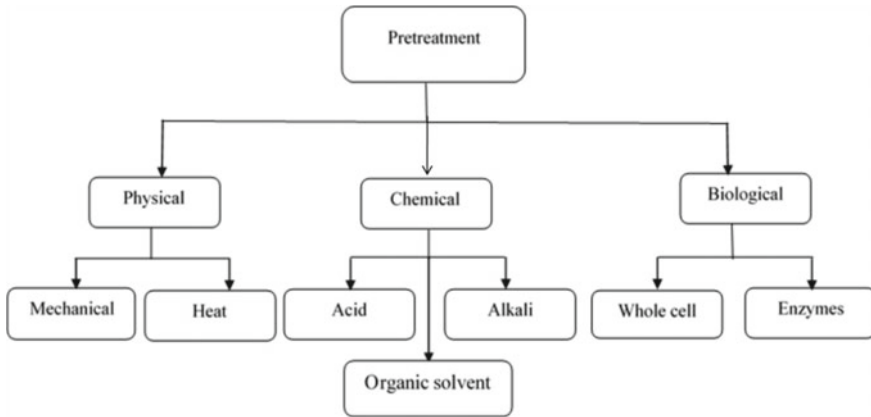 Pretreatment
Physical
Chemical
Biological
Mechanical
Heat
Acid
Alkali
Whole cell
Enzymes
Organic solvent